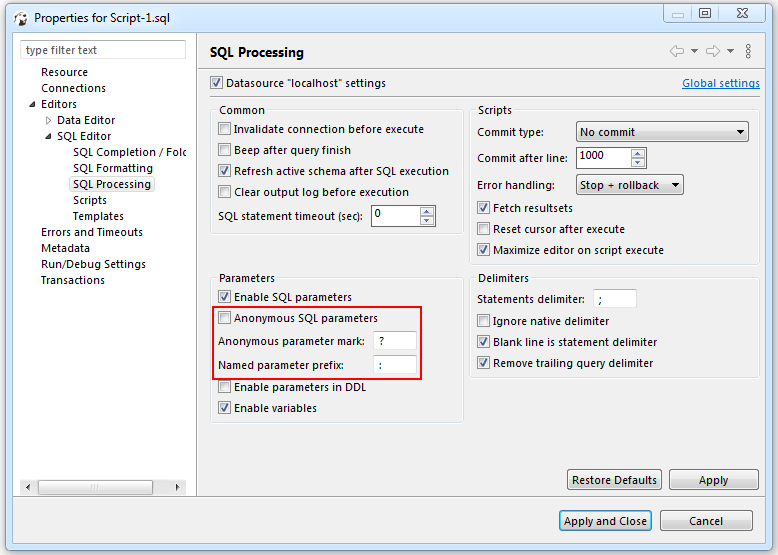 Properties for Script-1.sql
type filter text
Resource
Connections
Editors
Data Editor
SQL Editor
SQL Completion / Fold
SQL Formatting
SQL Processing
Scripts
Templates
Errors and Timeouts
Metadata
Run/Debug Settings
Transactions
SQL Processing
Datasource "localhost" settings
Global settings
Common
Invalidate connection before execute
Beep after query finish
Refresh active schema after SQL execution
Clear output log before execution
SQL statement timeout (sec): 0
Scripts
Commit type: No commit
Commit after line: 1000
Error handling: Stop + rollback
Fetch resultsets
Reset cursor after execute
Maximize editor on script execute
Parameters
Enable SQL parameters
Anonymous SQL parameters
Anonymous parameter mark: ?
Named parameter prefix: :
Enable parameters in DDL
Enable variables
Delimiters
Statements delimiter: ;
Ignore native delimiter
Blank line is statement delimiter
Remove trailing query delimiter
Restore Defaults
Apply
Apply and Close
Cancel